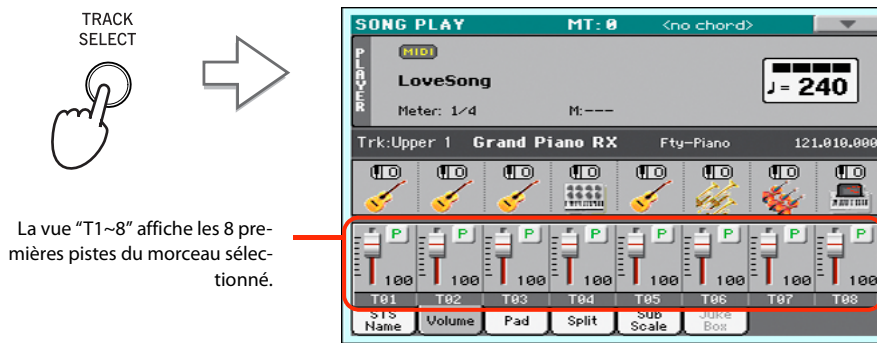 TRACK
SELECT
La vue “T1~8” affiche les 8 pre-
mières pistes du morceau sélec-
tionné.
SONG PLAY MT: 0 <no chord>
PLAYER
MIDI
LoveSong
♩= 240
Meter: 1/4 M:---
Trk:Upper 1 Grand Piano RX Fty-Piano 121.010.000
P P P P P P P P
100 100 100 100 100 100 100 100
T01 T02 T03 T04 T05 T06 T07 T08
STS Name Volume Pad Split Sub Scale Juke Box